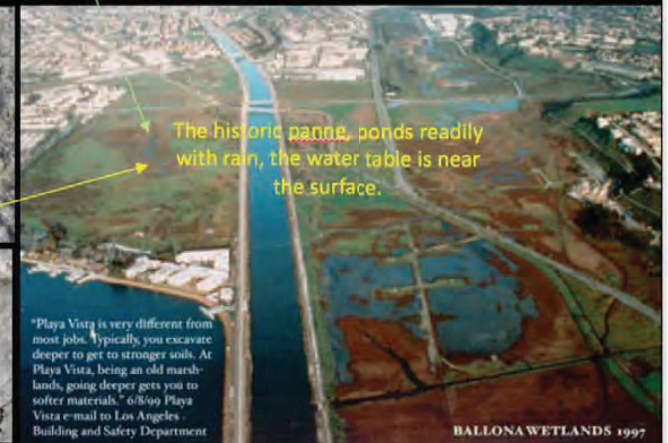 The historic panne, ponds readily
with rain, the water table is near
the surface.
"Playa Vista is very different from
most jobs. Typically, you excavate
deeper to get to stronger soils. At
Playa Vista, being an old marsh-
lands, going deeper gets you to
softer materials." 6/8/99 Playa
Vista e-mail to Los Angeles
Building and Safety Department
BALLONA WETLANDS 1997